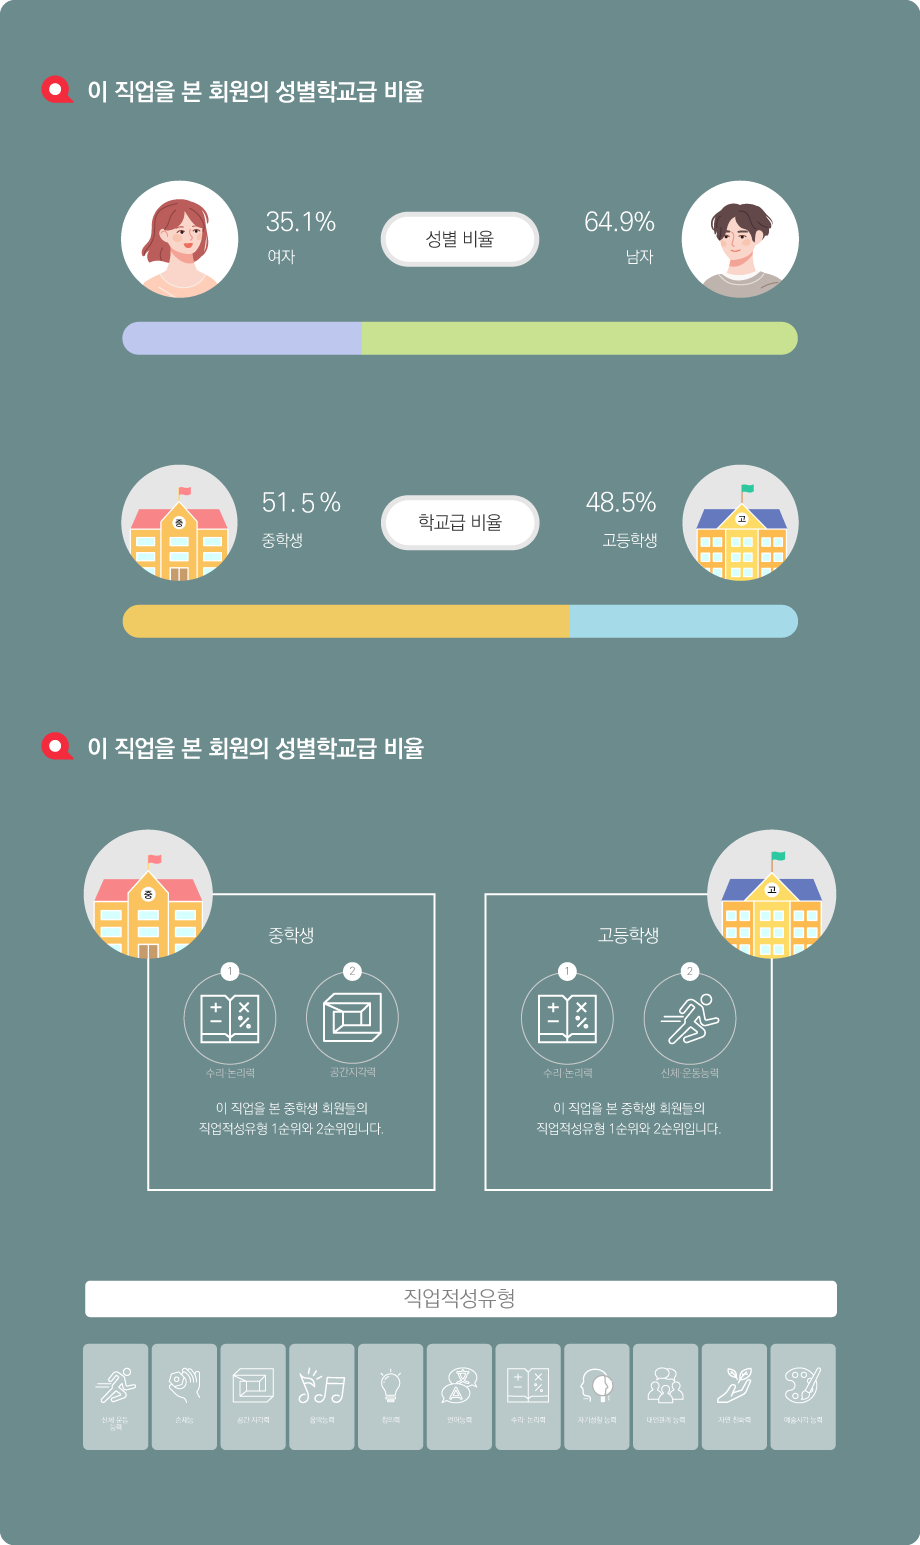 이 직업을 본 회원의 성별학교급 비율
35.1%
여자
성별 비율
64.9%
남자
중
51.5%
중학생
학교급 비율
48.5%
고등학생
고
이 직업을 본 회원의 성별학교급 비율
중
중학생
1
2
수리·논리력
공간지각력
이 직업을 본 중학생 회원들의
직업적성유형 1순위와 2순위입니다.
고
고등학생
1
2
수리·논리력
신체·운동능력
이 직업을 본 중학생 회원들의
직업적성유형 1순위와 2순위입니다.
직업적성유형
신체·운동
능력
손재능
공간 지각력
음악능력
창의력
언어능력
수리· 논리력
자기성찰 능력
대인관계 능력
자연 친화력
예술시각 능력